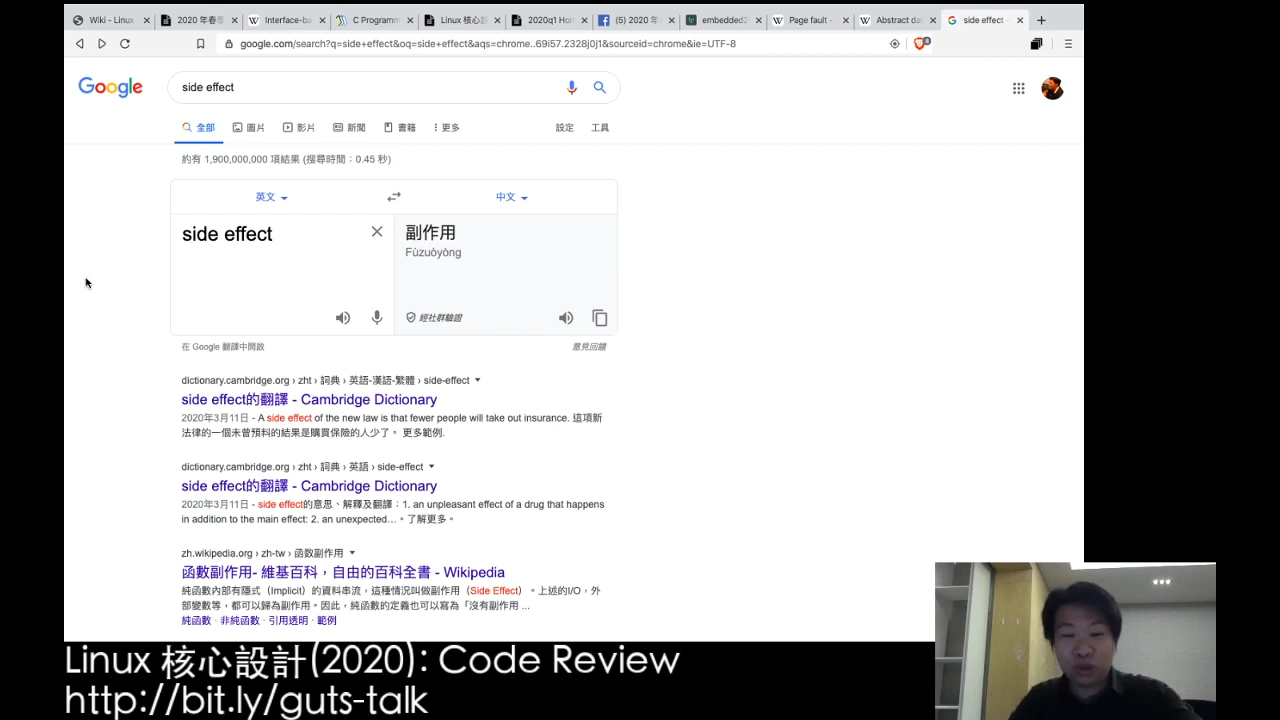 Wiki - Linux
2020 年春季
Interface-ba
C Programm
Linux 核心設
2020q1 Hom
(5) 2020 年
embedded2
Page fault -
Abstract da
side effect -
google.com/search?q=side+effect&oq=side+effect&aqs=chrome..69i57.2328j0j1&sourceid=chrome&ie=UTF-8
Google
side effect
全部
圖片
影片
新聞
書籍
更多
設定
工具
約有 1,900,000,000 項結果 (搜尋時間：0.45 秒)
英文
中文
side effect
副作用
Fùzuòyòng
經社群驗證
在 Google 翻譯中開啟
意見回饋
dictionary.cambridge.org › zht › 詞典 › 英語-漢語-繁體 › side-effect
side effect的翻譯 - Cambridge Dictionary
2020年3月11日 - A side effect of the new law is that fewer people will take out insurance. 這項新
法律的一個未曾預料的結果是購買保險的人少了。 更多範例.
dictionary.cambridge.org › zht › 詞典 › 英語 › side-effect
side effect的翻譯 - Cambridge Dictionary
2020年3月11日 - side effect的意思、解釋及翻譯：1. an unpleasant effect of a drug that happens
in addition to the main effect: 2. an unexpected…。了解更多。
zh.wikipedia.org › zh-tw › 函數副作用
函數副作用- 維基百科，自由的百科全書 - Wikipedia
純函數內部有隱式（Implicit）的資料串流，這種情況叫做副作用（Side Effect）。上述的I/O，外
部變數等，都可以歸為副作用。因此，純函數的定義也可以寫為「沒有副作用 ...
純函數 · 非純函數 · 引用透明 · 範例
Linux 核心設計(2020): Code Review
http://bit.ly/guts-talk